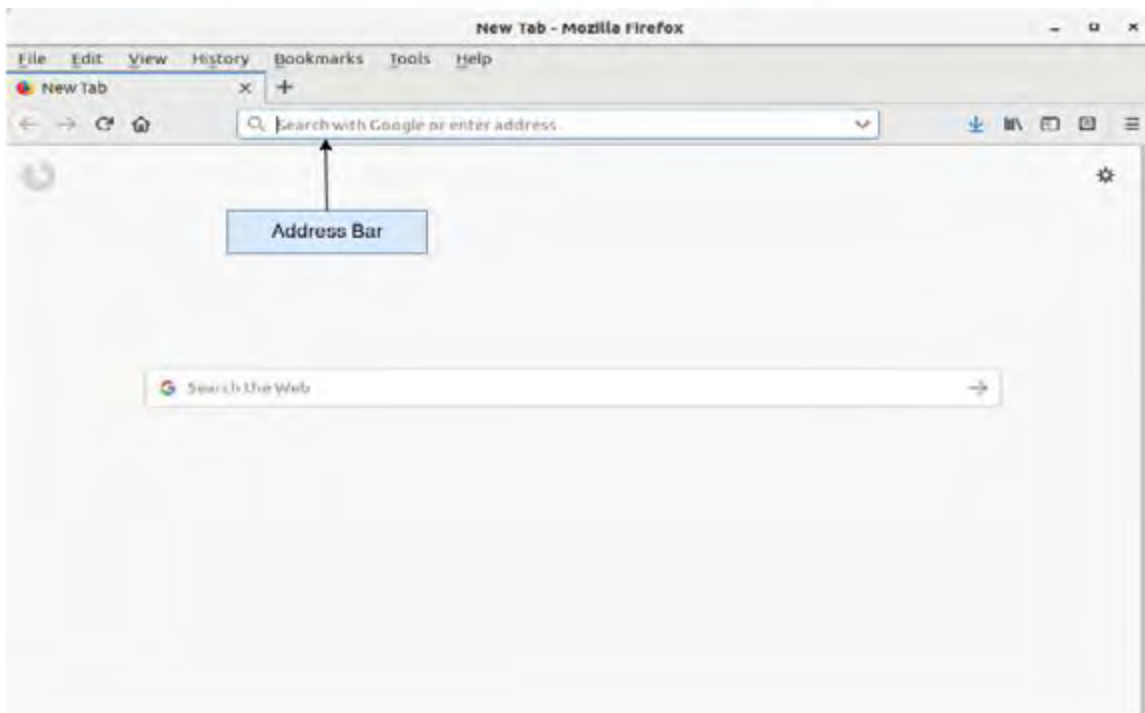 New Tab - Mozilla Firefox
File Edit View History Bookmarks Tools Help
New Tab
Search with Google or enter address
Address Bar
Search the Web